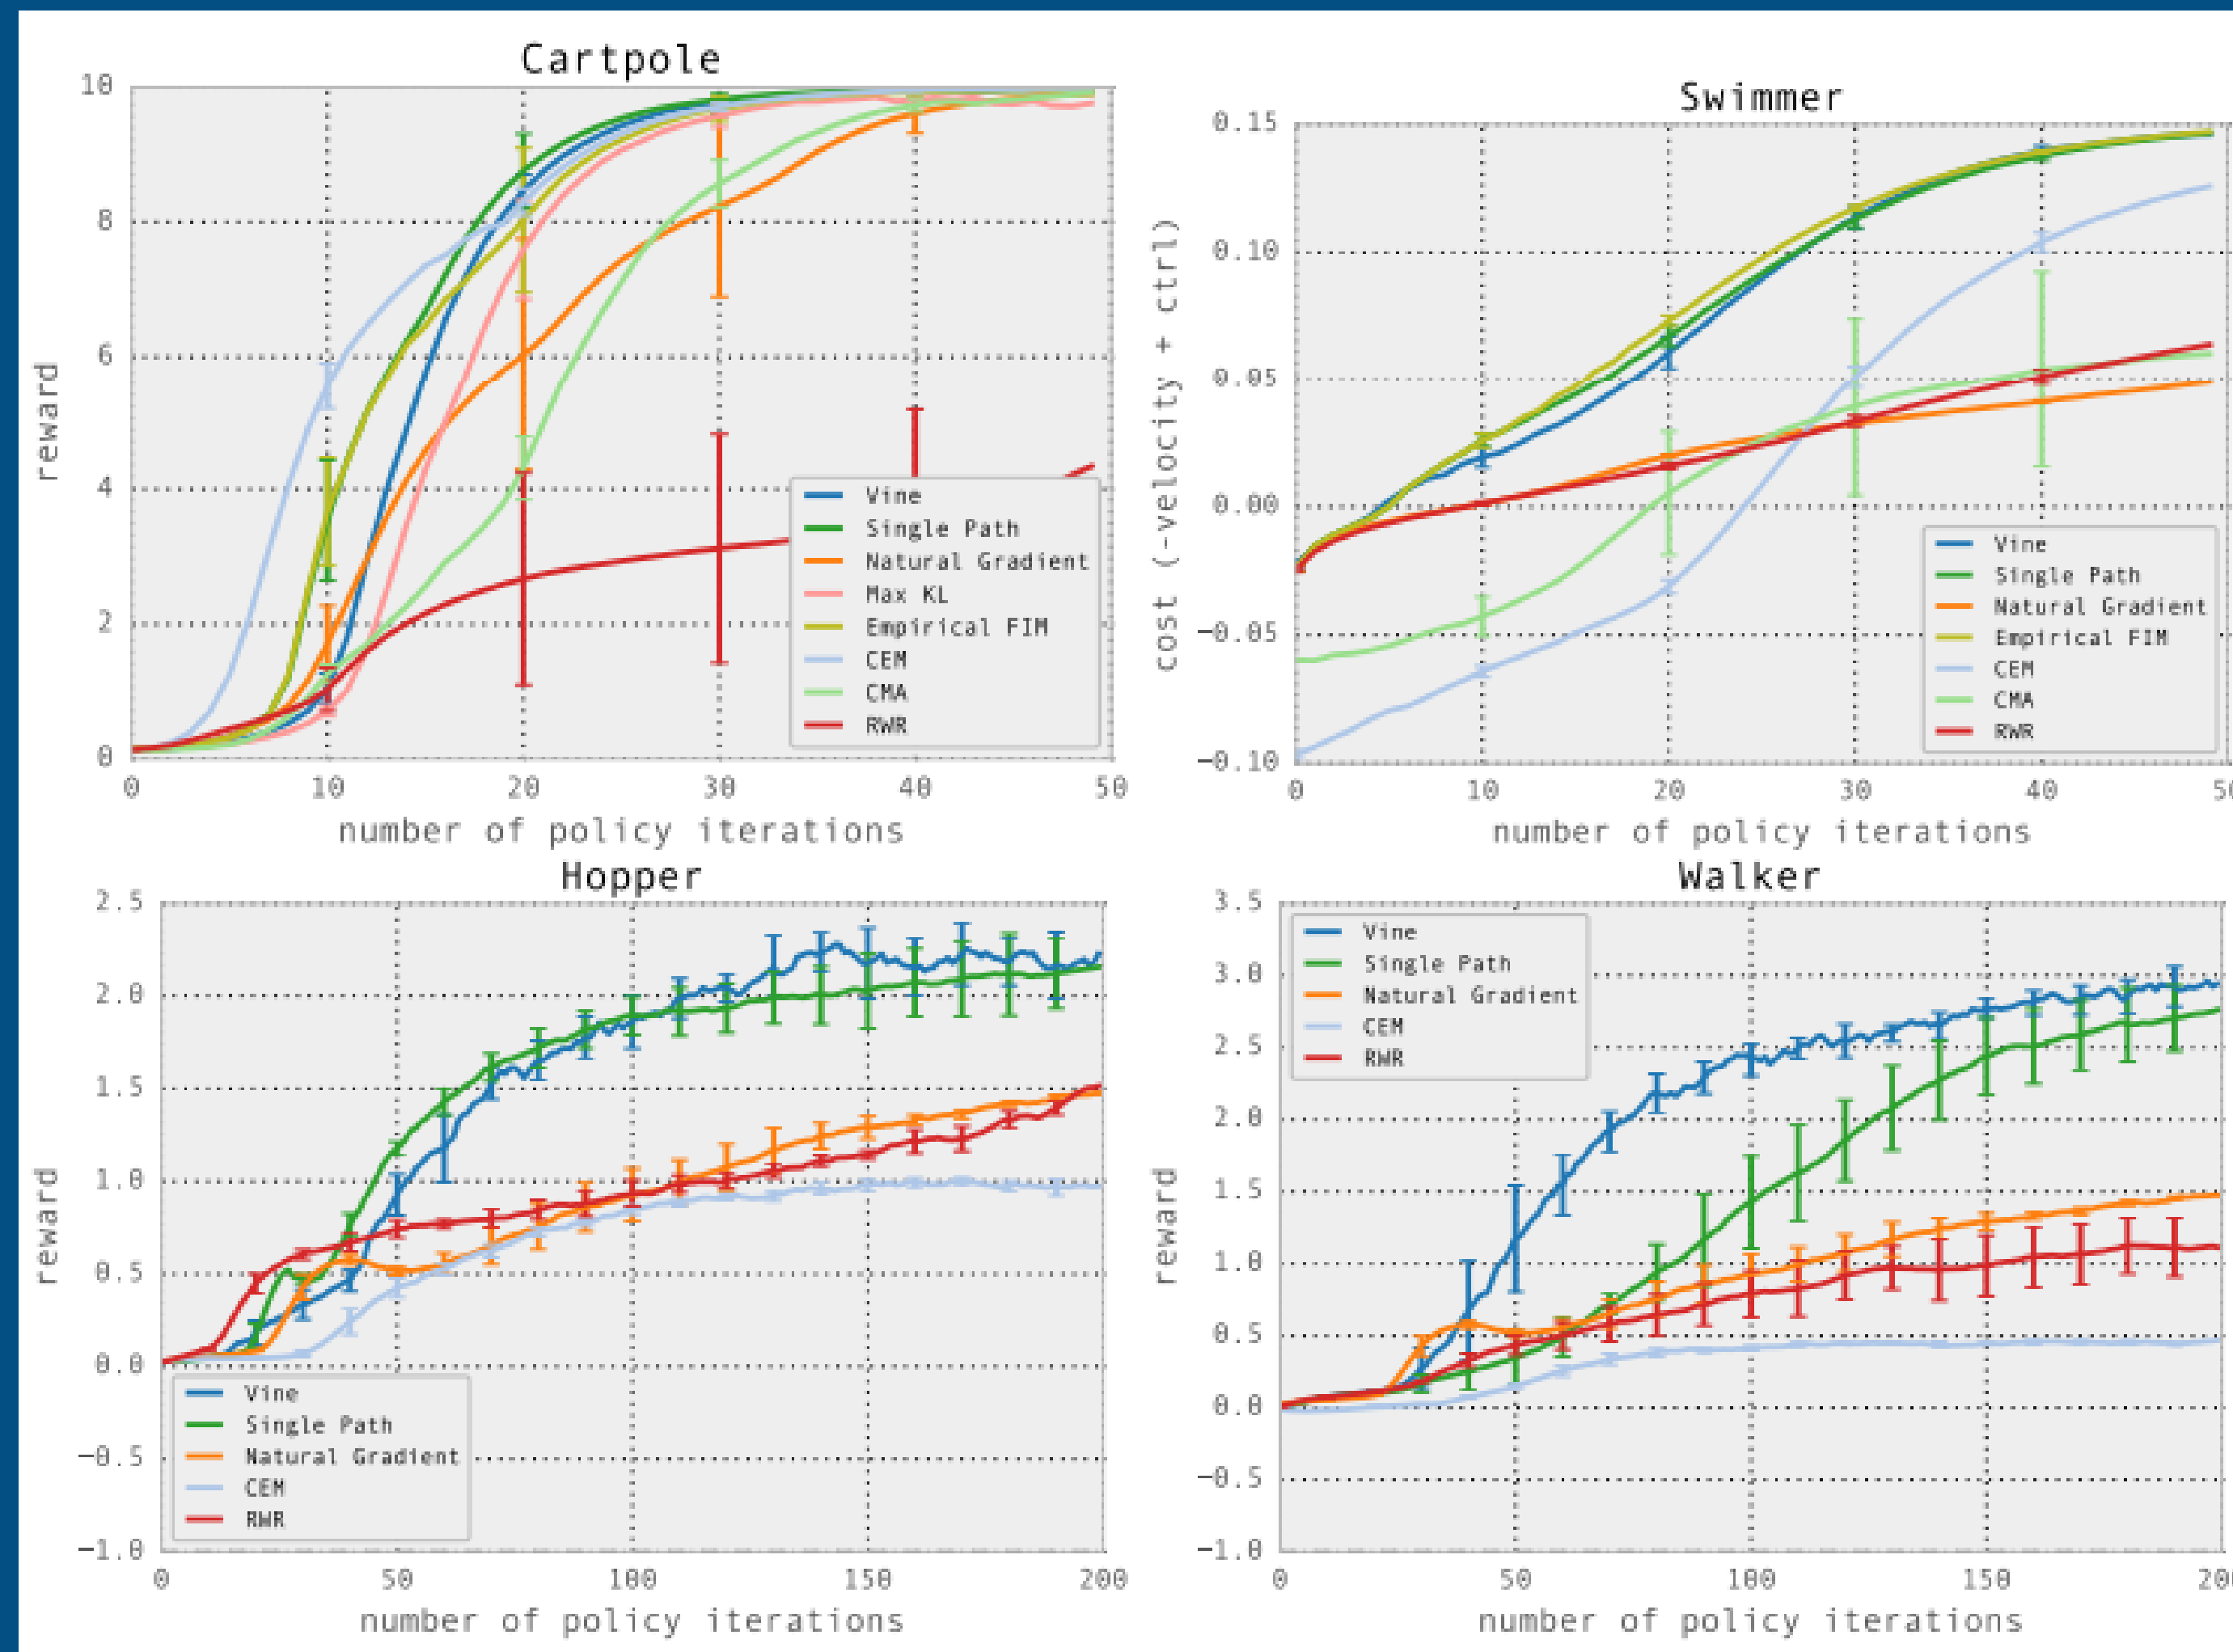 Cartpole
10
8
6
4
2
0
reward
Vine
Single Path
Natural Gradient
Max KL
Empirical FIM
CEM
CMA
RWR
0 10 20 30 40 50
number of policy iterations
Swimmer
0.15
0.10
0.05
0.00
−0.05
−0.10
cost (-velocity + ctrl)
Vine
Single Path
Natural Gradient
Empirical FIM
CEM
CMA
RWR
0 10 20 30 40
number of policy iterations
Hopper
2.5
2.0
1.5
1.0
0.5
0.0
−0.5
−1.0
reward
Vine
Single Path
Natural Gradient
CEM
RWR
0 50 100 150 200
number of policy iterations
Walker
3.5
3.0
2.5
2.0
1.5
1.0
0.5
0.0
−0.5
−1.0
reward
Vine
Single Path
Natural Gradient
CEM
RWR
0 50 100 150
number of policy iterations